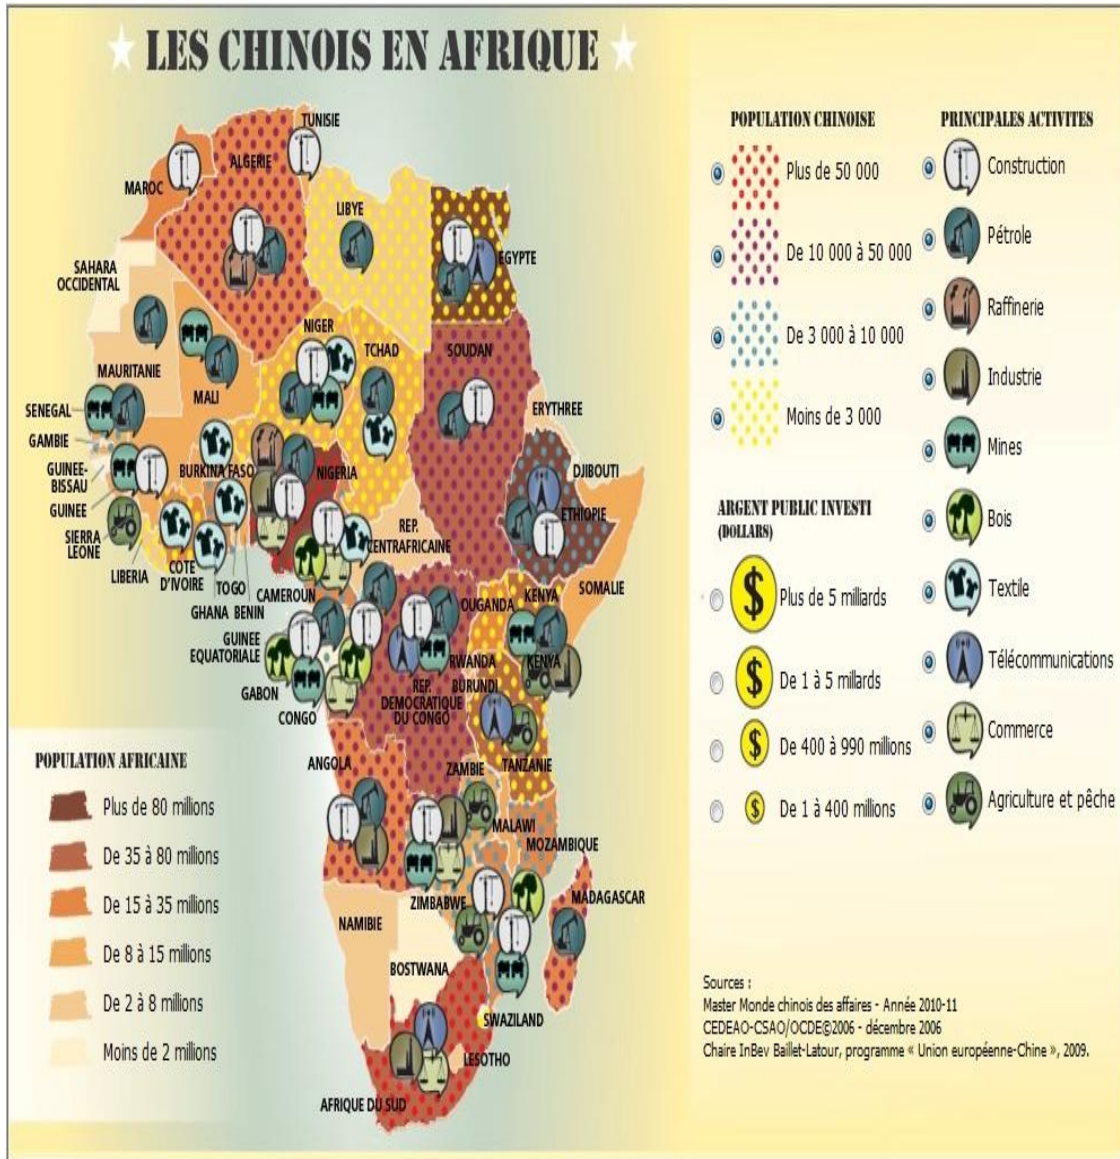 LES CHINOIS EN AFRIQUE
POPULATION CHINOISE
Plus de 50 000
De 10 000 à 50 000
De 3 000 à 10 000
Moins de 3 000
PRINCIPALES ACTIVITES
Construction
Pétrole
Raffinerie
Industrie
Mines
Bois
Textile
Télécommunications
Commerce
Agriculture et pêche
ARGENT PUBLIC INVESTI
(DOLLARS)
$ Plus de 5 milliards
$ De 1 à 5 millards
$ De 400 à 990 millions
$ De 1 à 400 millions
TUNISIE
ALGERIE
MAROC
LIBYE
EGYPTE
SAHARA
OCCIDENTAL
NIGER
TCHAD
SOUDAN
MAURITANIE
MALI
ERYTHREE
SENEGAL
GAMBIE
DJIBOUTI
GUINEE-
BISSAU
BURKINA FASO
NIGERIA
GUINEE
ETHIOPIE
SIERRA
LEONE
REP.
CENTRAFRICAINE
LIBERIA
COTE
D'IVOIRE
TOGO
GHANA
BENIN
CAMEROUN
SOMALIE
OUGANDA
KENYA
GUINEE
EQUATORIALE
RWANDA
KENYA
GABON
BURUNDI
CONGO
REP.
DEMOCRATIQUE
DU CONGO
TANZANIE
ANGOLA
ZAMBIE
MALAWI
MOZAMBIQUE
ZIMBABWE
MADAGASCAR
NAMIBIE
BOSTWANA
SWAZILAND
LESOTHO
AFRIQUE DU SUD
POPULATION AFRICAINE
Plus de 80 millions
De 35 à 80 millions
De 15 à 35 millions
De 8 à 15 millions
De 2 à 8 millions
Moins de 2 millions
Sources :
Master Monde chinois des affaires - Année 2010-11
CEDEAO-CSAO/OCDE©2006 - décembre 2006
Chaire InBev Baillet-Latour, programme « Union européenne-Chine », 2009.